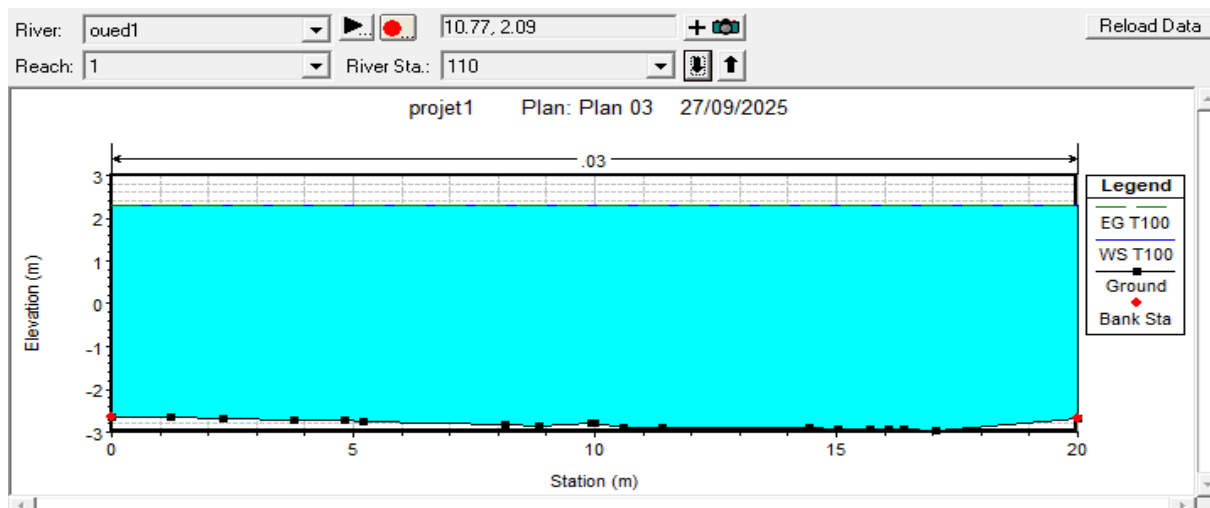 River: oued1 10.77, 2.09 Reload Data
Reach: 1 River Sta.: 110
projet1 Plan: Plan 03 27/09/2025
.03
3
2
1
0
-1
-2
-3
0 5 10 15 20
Elevation (m)
Station (m)
Legend
EG T100
WS T100
Ground
Bank Sta